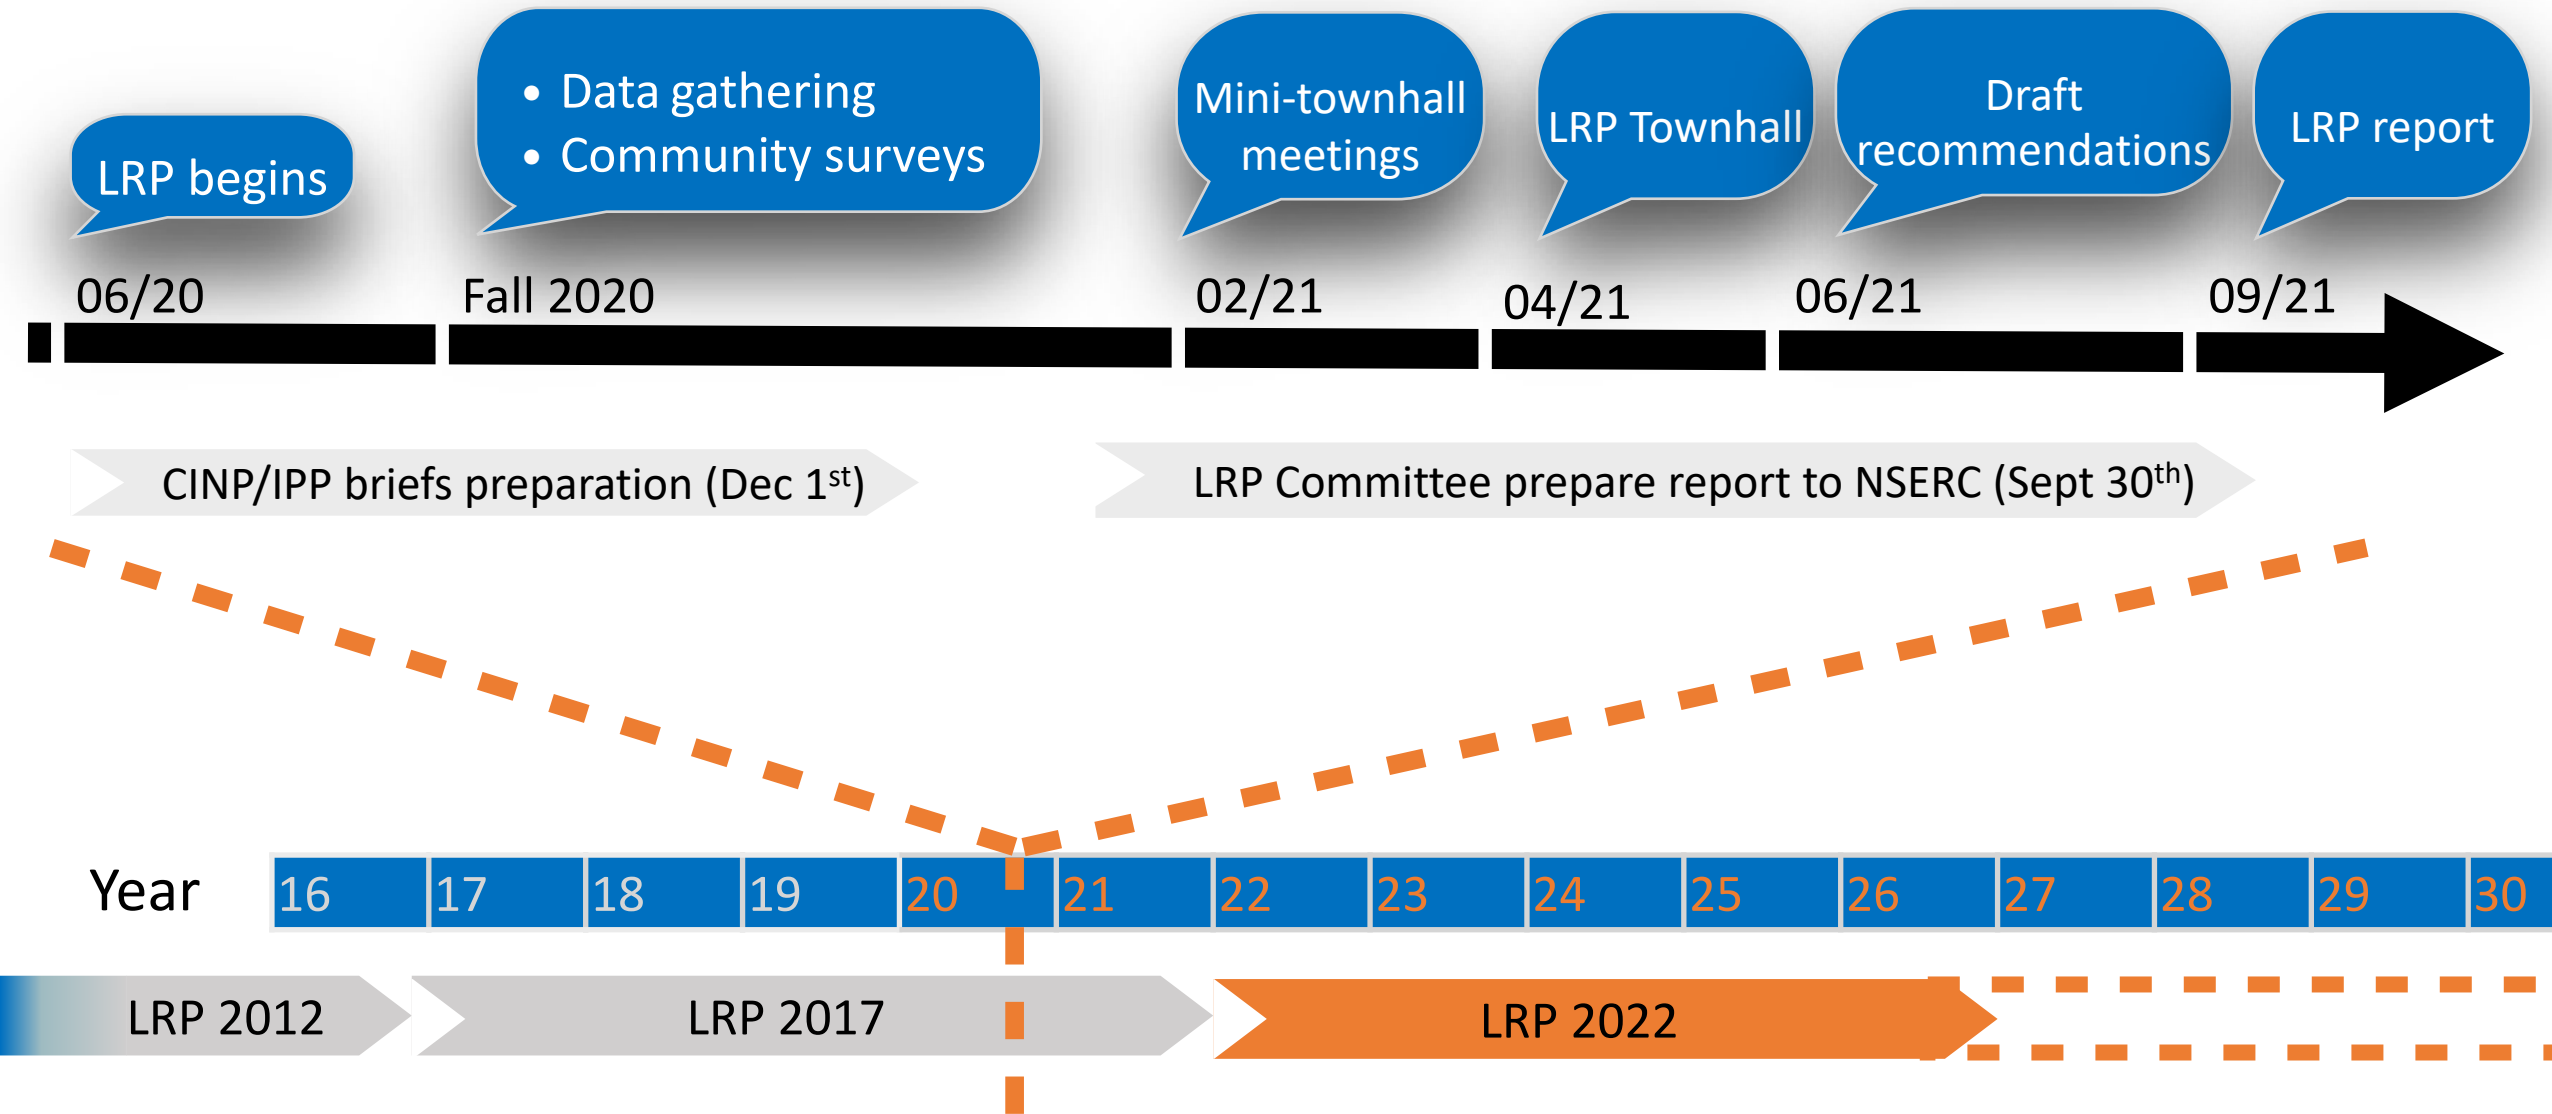 LRP begins
• Data gathering
• Community surveys
Mini-townhall
meetings
LRP Townhall
Draft
recommendations
LRP report
06/20
Fall 2020
02/21
04/21
06/21
09/21
CINP/IPP briefs preparation (Dec 1st)
LRP Committee prepare report to NSERC (Sept 30th)
Year
16
17
18
19
20
21
22
23
24
25
26
27
28
29
30
LRP 2012
LRP 2017
LRP 2022